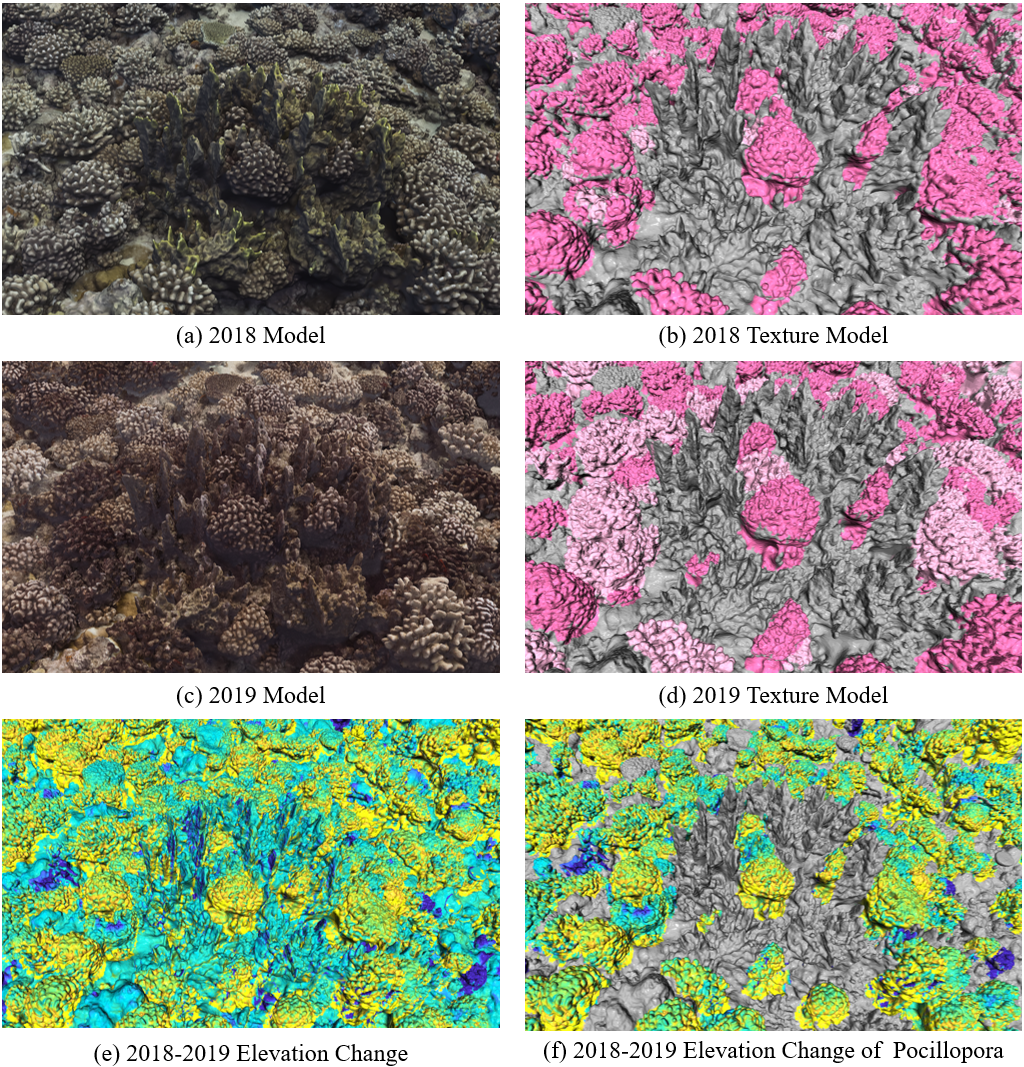 (a) 2018 Model
(b) 2018 Texture Model
(c) 2019 Model
(d) 2019 Texture Model
(e) 2018-2019 Elevation Change
(f) 2018-2019 Elevation Change of Pocillopora